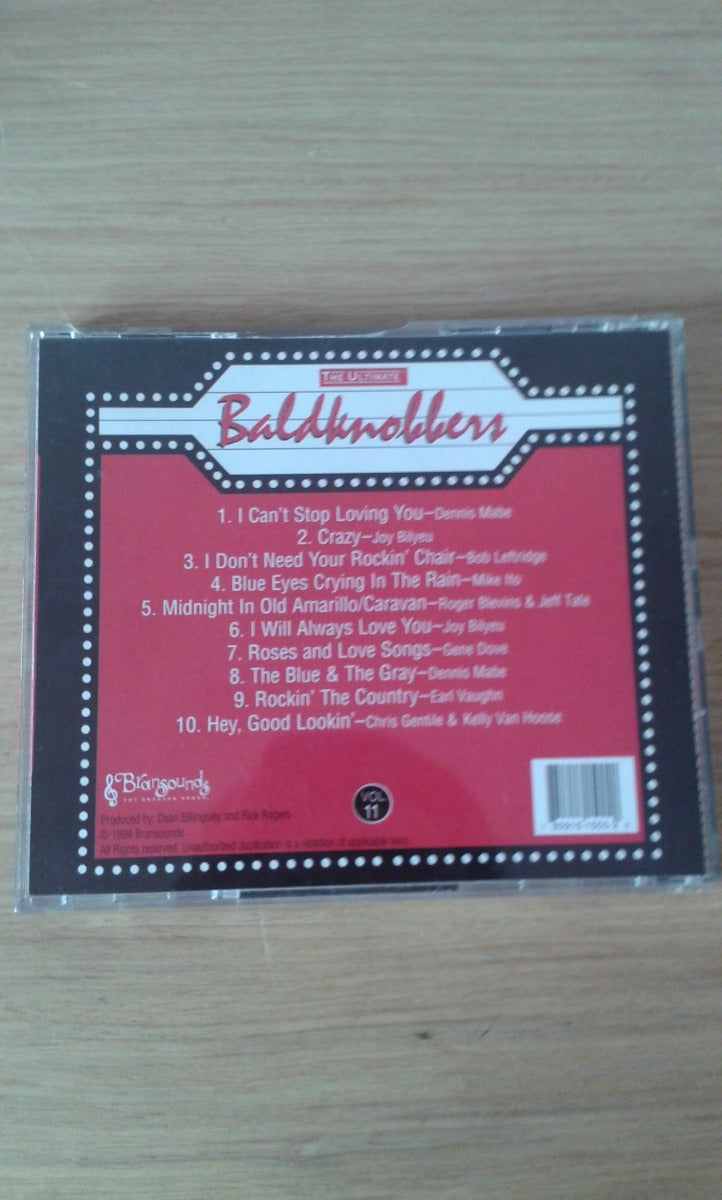 THE ULTIMATE
Baldknobbers
1. I Can't Stop Loving You–Dennis Mabe
2. Crazy–Joy Bilyeu
3. I Don't Need Your Rockin' Chair–Bob Leftridge
4. Blue Eyes Crying In The Rain–Mike Ito
5. Midnight In Old Amarillo/Caravan–Roger Blevins & Jeff Tate
6. I Will Always Love You–Joy Bilyeu
7. Roses and Love Songs–Gene Dove
8. The Blue & The Gray–Dennis Mabe
9. Rockin' The Country–Earl Vaughn
10. Hey, Good Lookin'–Chris Gentile & Kelly Van Hoose
Bransounds
VOL
11
Produced by: Dean Billingsley and Rick Rogers
© 1994 Bransounds
All Rights reserved. Unauthorized duplication is a violation of applicable laws.